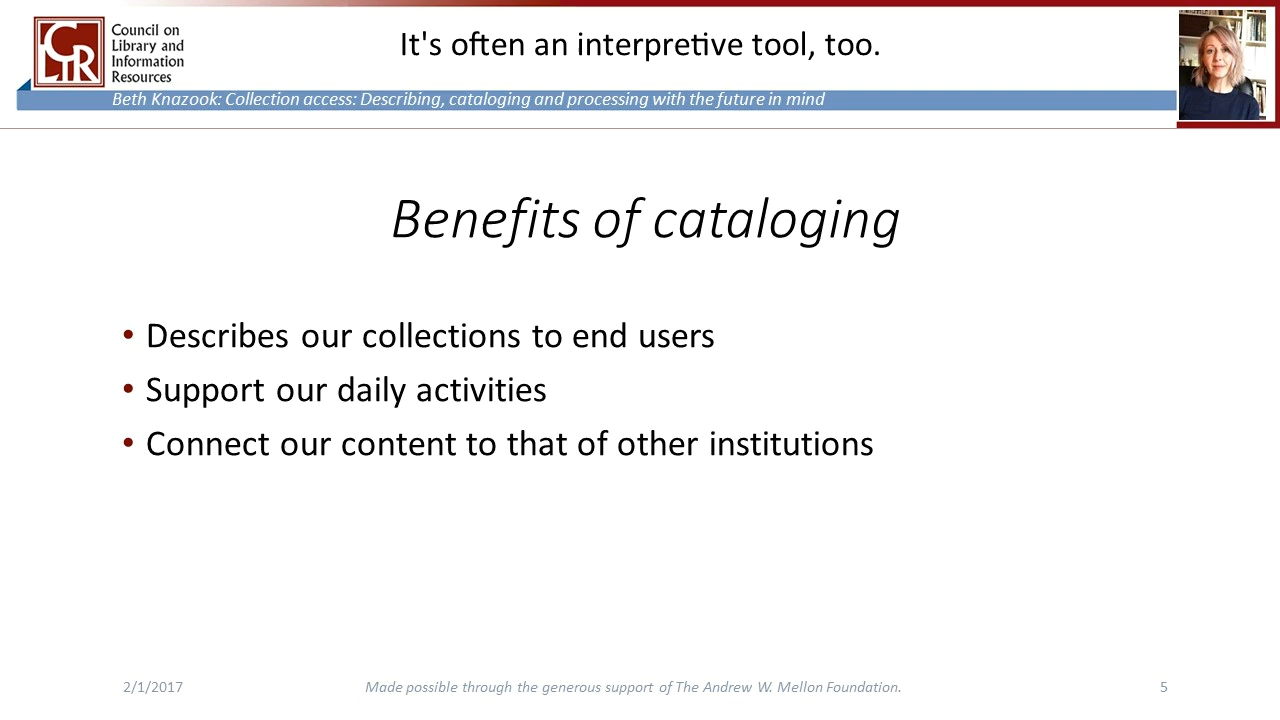 CLIR
Council on
Library and
Information
Resources
It's often an interpretive tool, too.
Beth Knazook: Collection access: Describing, cataloging and processing with the future in mind
Benefits of cataloging
• Describes our collections to end users
• Support our daily activities
• Connect our content to that of other institutions
2/1/2017
Made possible through the generous support of The Andrew W. Mellon Foundation.
5